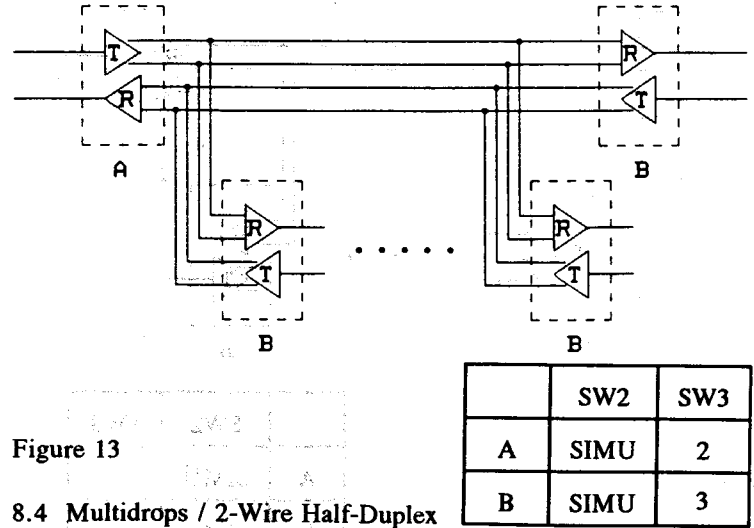 T
R
R
T
A
B
R
T
R
T
B
B
SW2 SW3
A SIMU 2
B SIMU 3
Figure 13
8.4 Multidrops / 2-Wire Half-Duplex